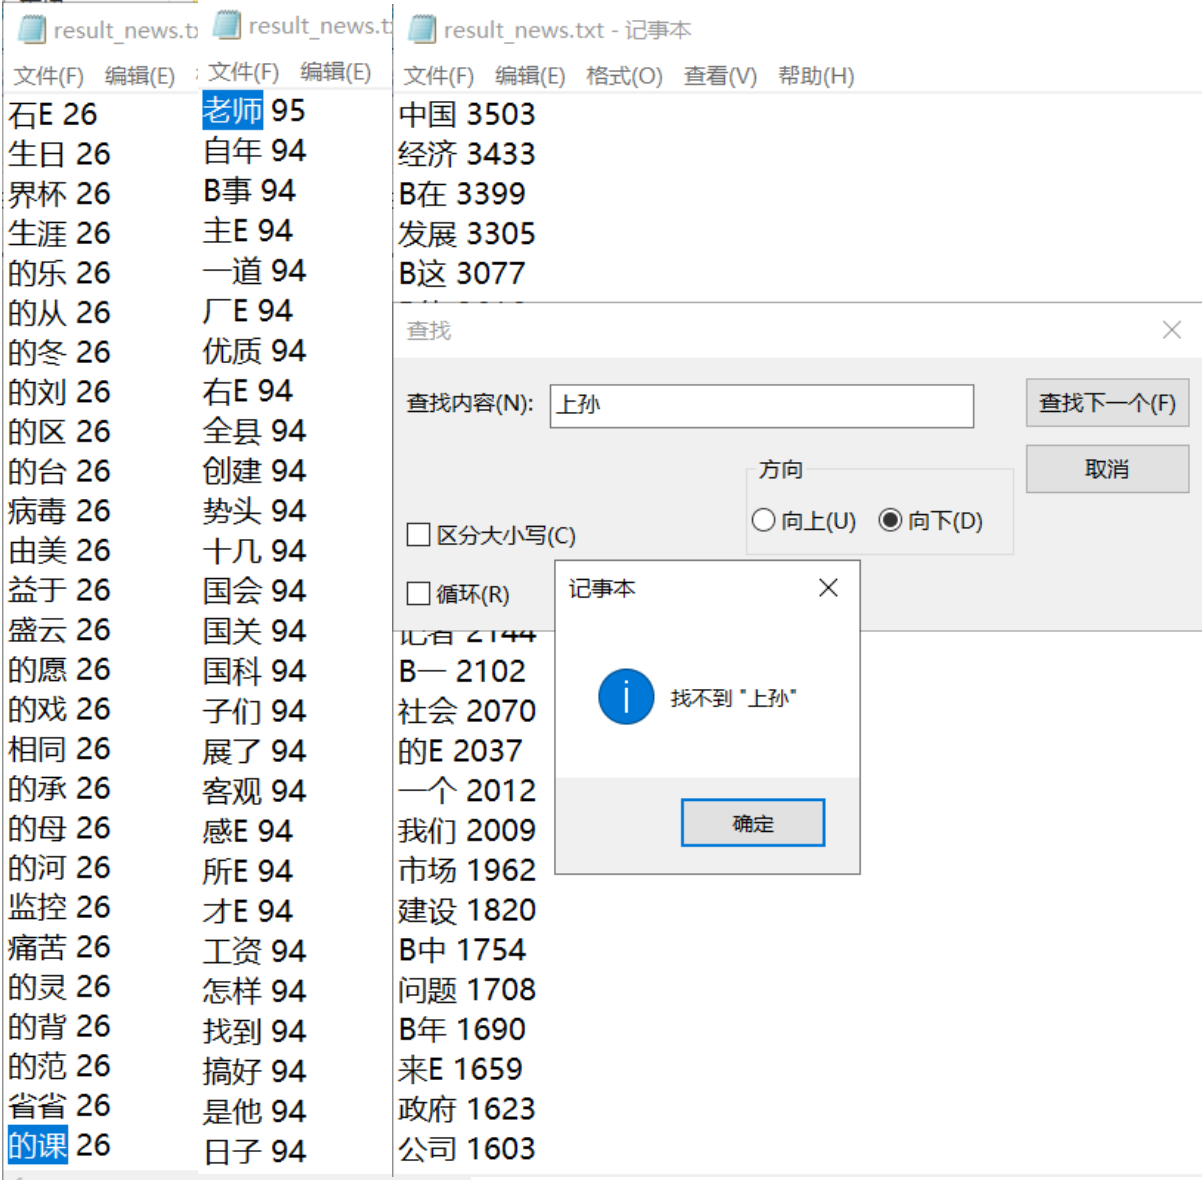 result_news.tx
文件(F) 编辑(E)
石E 26
生日 26
界杯 26
生涯 26
的乐 26
的从 26
的冬 26
的刘 26
的区 26
的台 26
病毒 26
由美 26
益于 26
盛云 26
的愿 26
的戏 26
相同 26
的承 26
的母 26
的河 26
监控 26
痛苦 26
的灵 26
的背 26
的范 26
省省 26
的课 26
result_news.t
文件(F) 编辑(E)
老师 95
自年 94
B事 94
主E 94
一道 94
厂E 94
优质 94
右E 94
全县 94
创建 94
势头 94
十几 94
国会 94
国关 94
国科 94
子们 94
展了 94
客观 94
感E 94
所E 94
才E 94
工资 94
怎样 94
找到 94
搞好 94
是他 94
日子 94
result_news.txt - 记事本
文件(F) 编辑(E) 格式(O) 查看(V) 帮助(H)
中国 3503
经济 3433
B在 3399
发展 3305
B这 3077
查找
查找内容(N): 上孙 查找下一个(F)
取消
方向
向上(U) 向下(D)
区分大小写(C)
循环(R)
记事本
找不到 "上孙"
确定
记者 2144
B一 2102
社会 2070
的E 2037
一个 2012
我们 2009
市场 1962
建设 1820
B中 1754
问题 1708
B年 1690
来E 1659
政府 1623
公司 1603